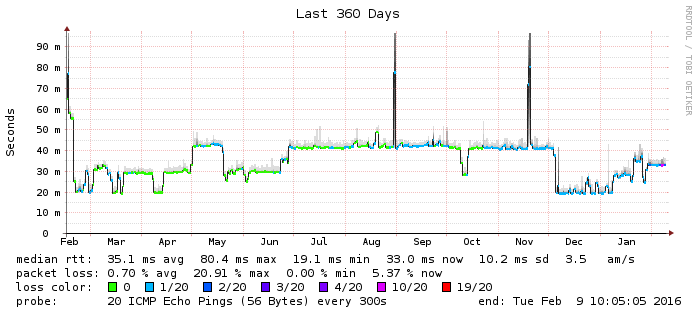 Last 360 Days
RRDTOOL / TOBI OETIKER
Seconds
90 m
80 m
70 m
60 m
50 m
40 m
30 m
20 m
10 m
0
Feb Mar Apr May Jun Jul Aug Sep Oct Nov Dec Jan
median rtt: 35.1 ms avg 80.4 ms max 19.1 ms min 33.0 ms now 10.2 ms sd 3.5 am/s
packet loss: 0.70 % avg 20.91 % max 0.00 % min 5.37 % now
loss color: 0 1/20 2/20 3/20 4/20 10/20 19/20
probe: 20 ICMP Echo Pings (56 Bytes) every 300s end: Tue Feb 9 10:05:05 2016